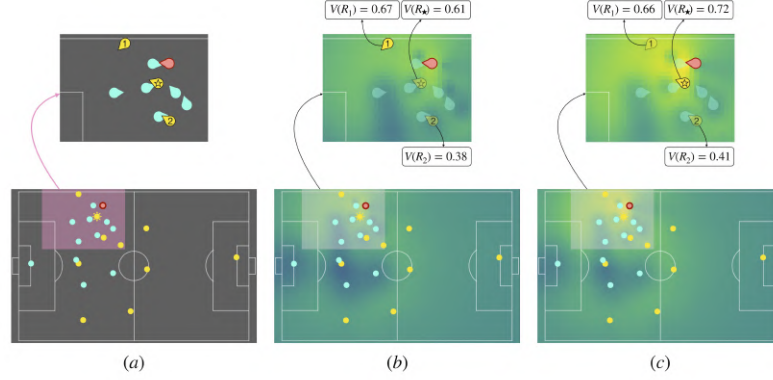 V(R₁) = 0.67 V(R★) = 0.61
V(R₁) = 0.66 V(R★) = 0.72
1
1
1
2
2
2
V(R₂) = 0.38
V(R₂) = 0.41
(a)
(b)
(c)